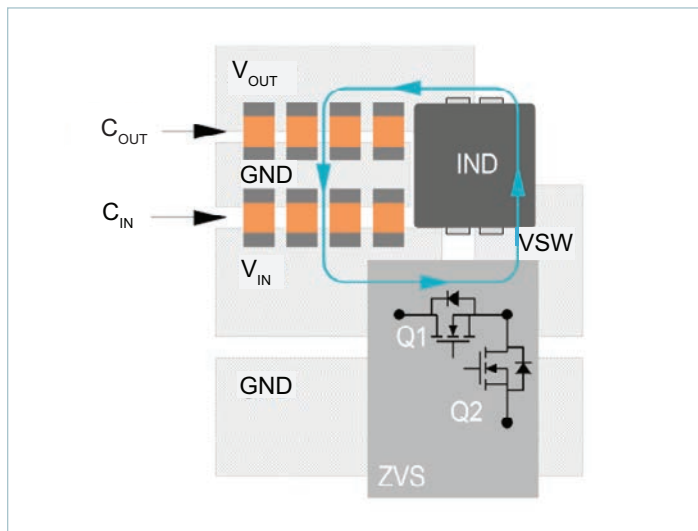 VOUT
COUT
IND
GND
CIN
VSW
VIN
Q1
GND
Q2
ZVS